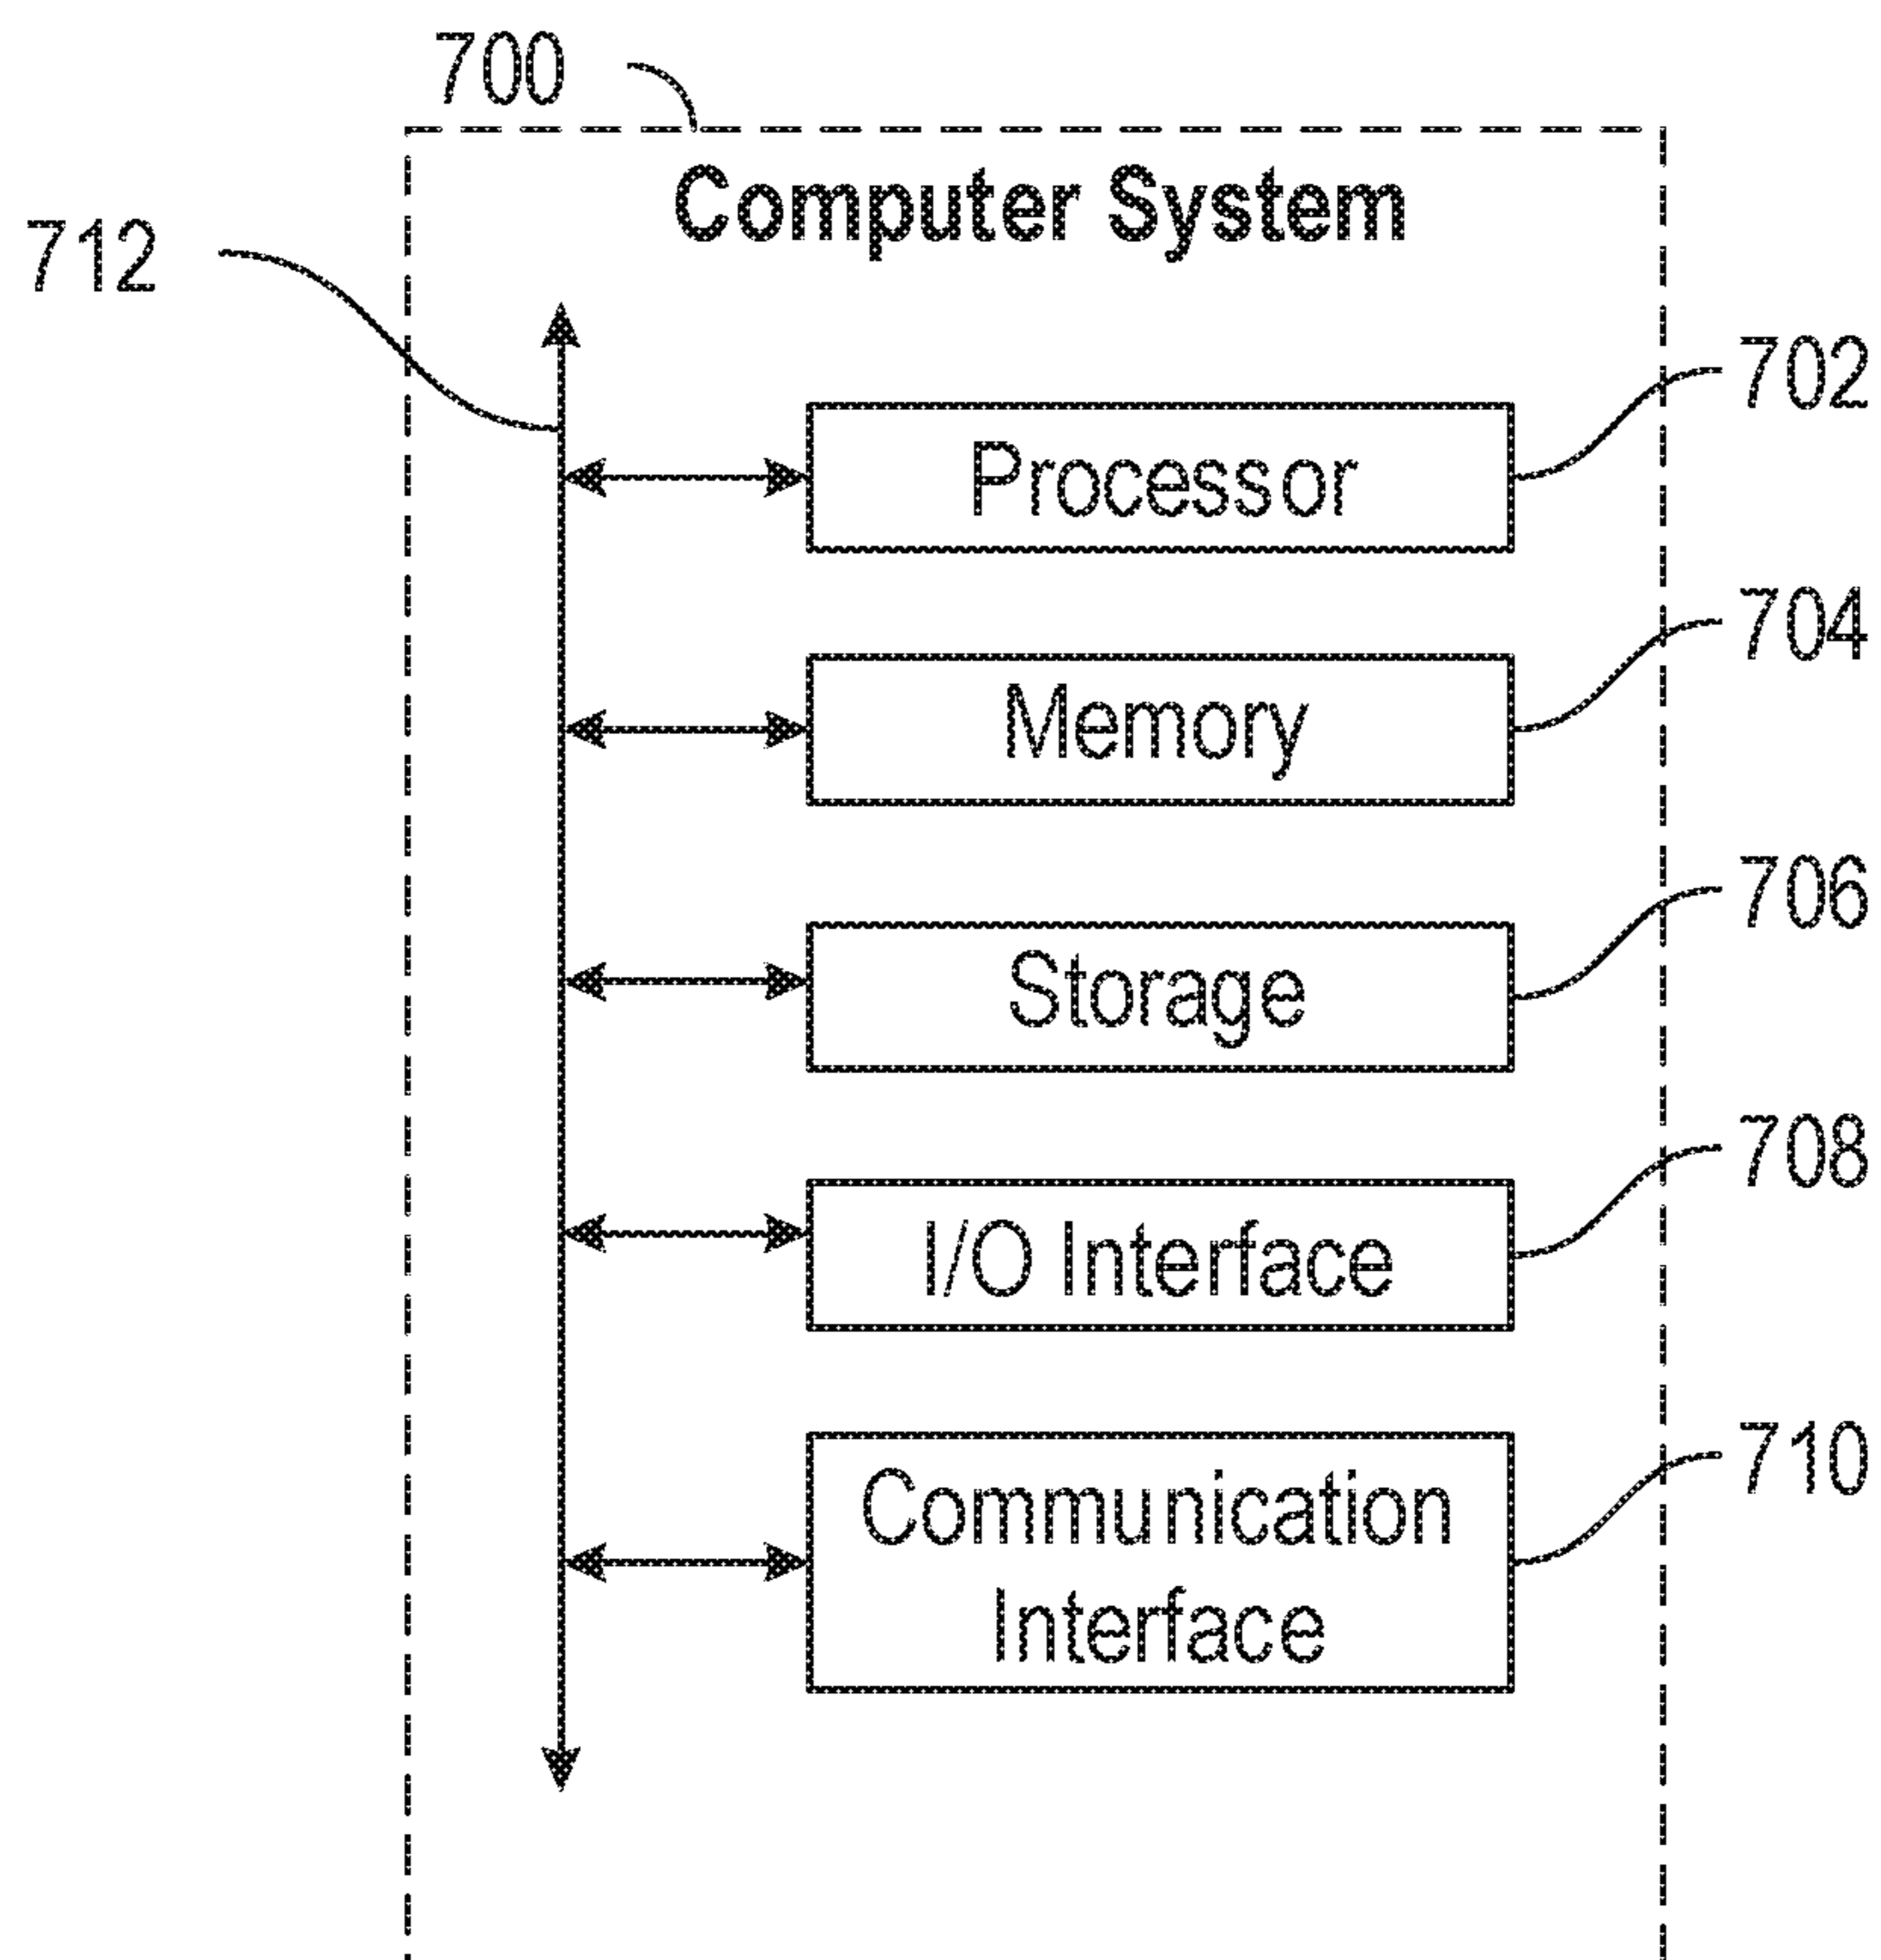 700
Computer System
712
702
Processor
704
Memory
706
Storage
708
I/O Interface
710
Communication
Interface